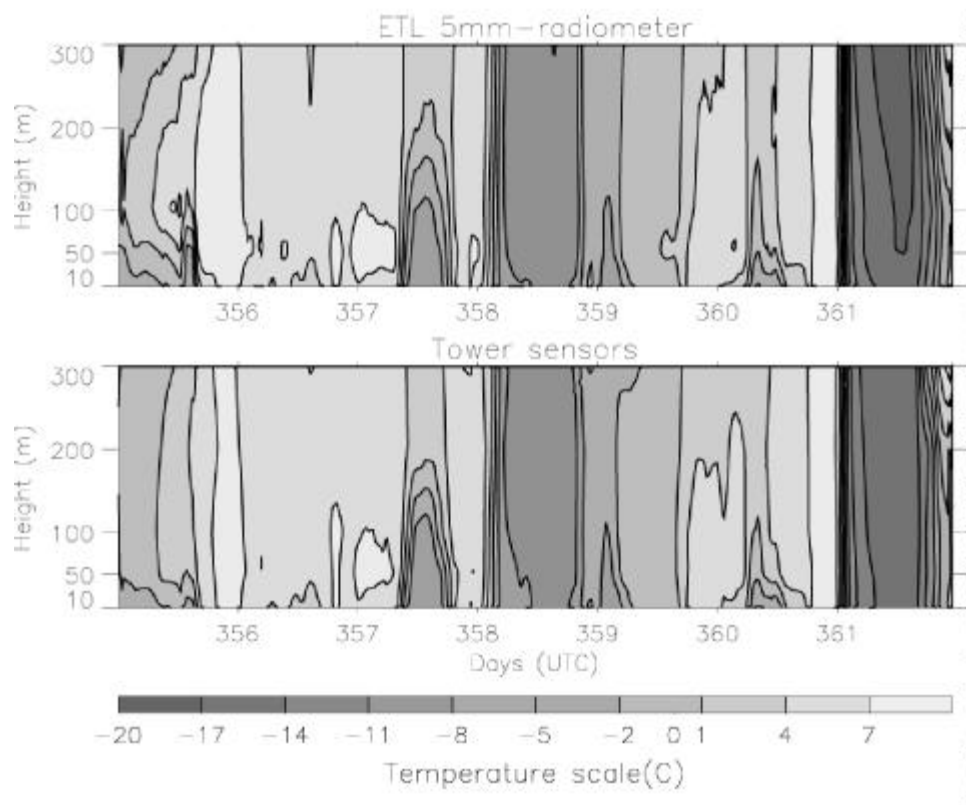 ETL 5mm-radiometer
300
200
100
50
10
Height (m)
356 357 358 359 360 361
Tower sensors
300
200
100
50
10
Height (m)
356 357 358 359 360 361
Days (UTC)
-20 -17 -14 -11 -8 -5 -2 0 1 4 7
Temperature scale(C)